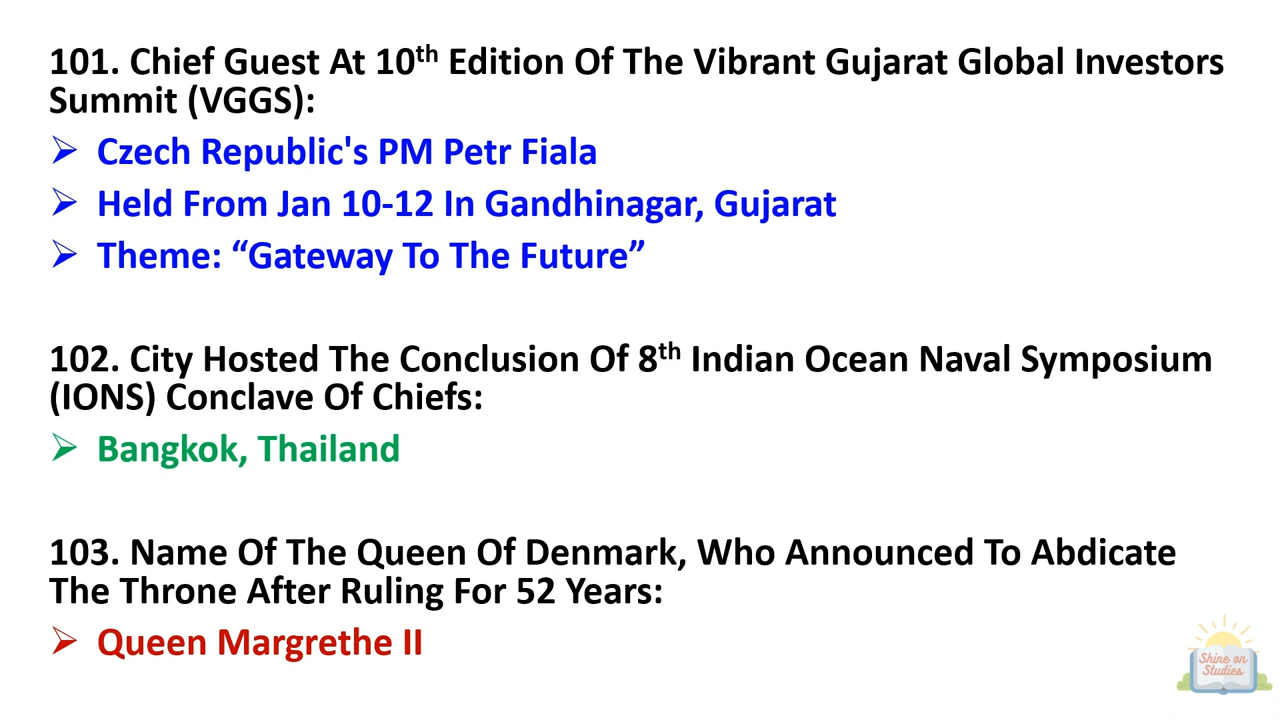 101. Chief Guest At 10th Edition Of The Vibrant Gujarat Global Investors
Summit (VGGS):
➢ Czech Republic's PM Petr Fiala
➢ Held From Jan 10-12 In Gandhinagar, Gujarat
➢ Theme: “Gateway To The Future”
102. City Hosted The Conclusion Of 8th Indian Ocean Naval Symposium
(IONS) Conclave Of Chiefs:
➢ Bangkok, Thailand
103. Name Of The Queen Of Denmark, Who Announced To Abdicate
The Throne After Ruling For 52 Years:
➢ Queen Margrethe II
Shine on
Studies